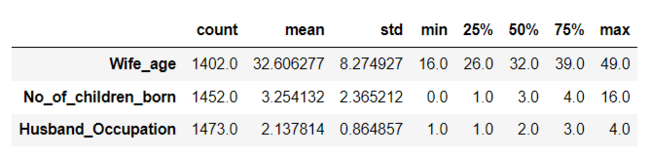 count mean std min 25% 50% 75% max
Wife_age 1402.0 32.606277 8.274927 16.0 26.0 32.0 39.0 49.0
No_of_children_born 1452.0 3.254132 2.365212 0.0 1.0 3.0 4.0 16.0
Husband_Occupation 1473.0 2.137814 0.864857 1.0 1.0 2.0 3.0 4.0